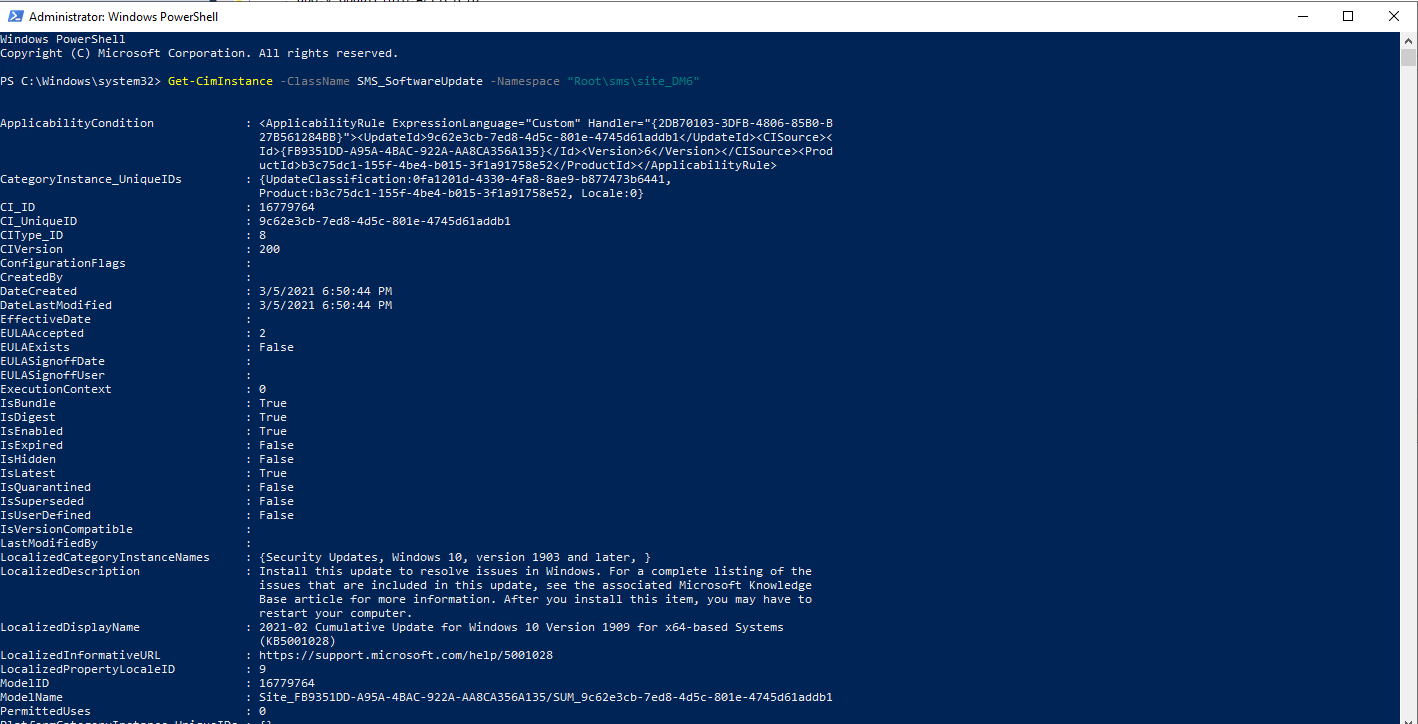 Administrator: Windows PowerShell
Windows PowerShell
Copyright (C) Microsoft Corporation. All rights reserved.
PS C:\Windows\system32> Get-CimInstance -ClassName SMS_SoftwareUpdate -Namespace "Root\sms\site_DM6"
ApplicabilityCondition : <ApplicabilityRule ExpressionLanguage="Custom" Handler="{2DB70103-3DFB-4806-85B0-B
27B561284BB}"><UpdateId>9c62e3cb-7ed8-4d5c-801e-4745d61addb1</UpdateId><CISource><
Id>{FB9351DD-A95A-4BAC-922A-AA8CA356A135}</Id><Version>6</Version></CISource><Prod
uctId>b3c75dc1-155f-4be4-b015-3f1a91758e52</ProductId></ApplicabilityRule>
CategoryInstance_UniqueIDs : {UpdateClassification:0fa1201d-4330-4fa8-8ae9-b877473b6441,
Product:b3c75dc1-155f-4be4-b015-3f1a91758e52, Locale:0}
CI_ID : 16779764
CI_UniqueID : 9c62e3cb-7ed8-4d5c-801e-4745d61addb1
CIType_ID : 8
CIVersion : 200
ConfigurationFlags :
CreatedBy :
DateCreated : 3/5/2021 6:50:44 PM
DateLastModified : 3/5/2021 6:50:44 PM
EffectiveDate :
EULAAccepted : 2
EULAExists : False
EULASignoffDate :
EULASignoffUser :
ExecutionContext : 0
IsBundle : True
IsDigest : True
IsEnabled : True
IsExpired : False
IsHidden : False
IsLatest : True
IsQuarantined : False
IsSuperseded : False
IsUserDefined : False
IsVersionCompatible :
LastModifiedBy :
LocalizedCategoryInstanceNames : {Security Updates, Windows 10, version 1903 and later, }
LocalizedDescription : Install this update to resolve issues in Windows. For a complete listing of the
issues that are included in this update, see the associated Microsoft Knowledge
Base article for more information. After you install this item, you may have to
restart your computer.
LocalizedDisplayName : 2021-02 Cumulative Update for Windows 10 Version 1909 for x64-based Systems
(KB5001028)
LocalizedInformativeURL : https://support.microsoft.com/help/5001028
LocalizedPropertyLocaleID : 9
ModelID : 16779764
ModelName : Site_FB9351DD-A95A-4BAC-922A-AA8CA356A135/SUM_9c62e3cb-7ed8-4d5c-801e-4745d61addb1
PermittedUses : 0